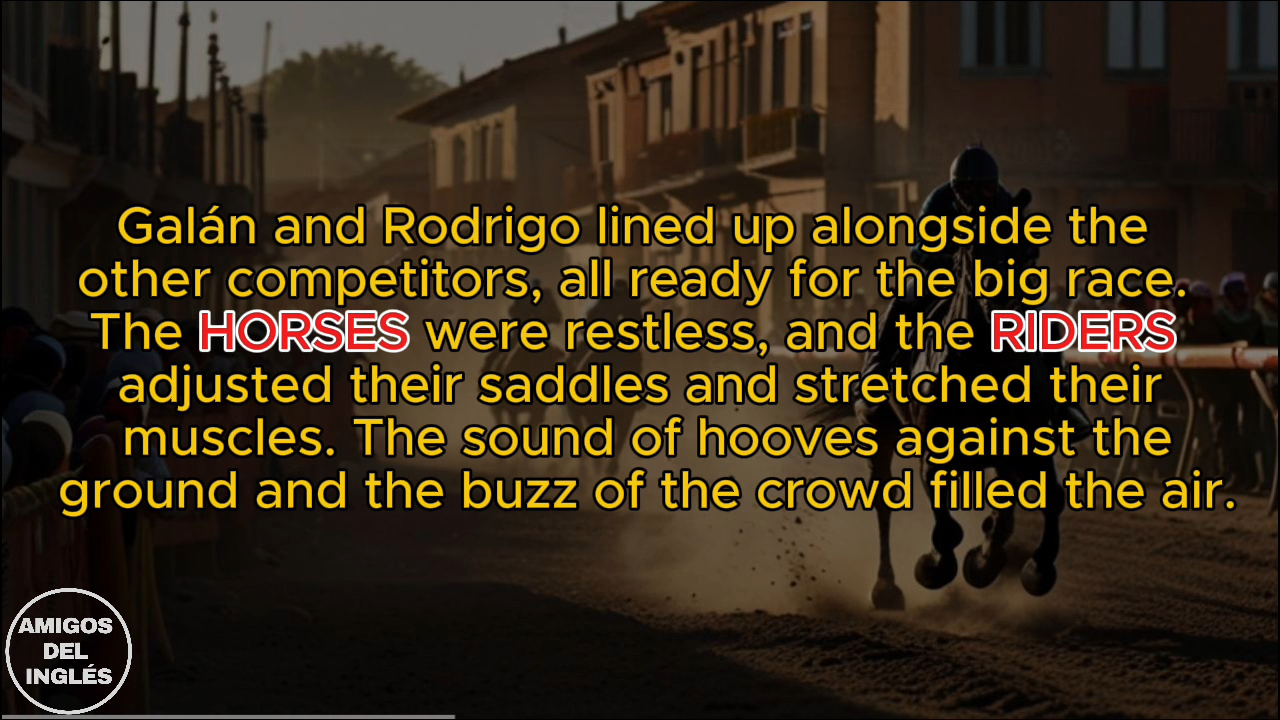 Galán and Rodrigo lined up alongside the
other competitors, all ready for the big race.
The HORSES were restless, and the RIDERS
adjusted their saddles and stretched their
muscles. The sound of hooves against the
ground and the buzz of the crowd filled the air.
AMIGOS
DEL
INGLÉS